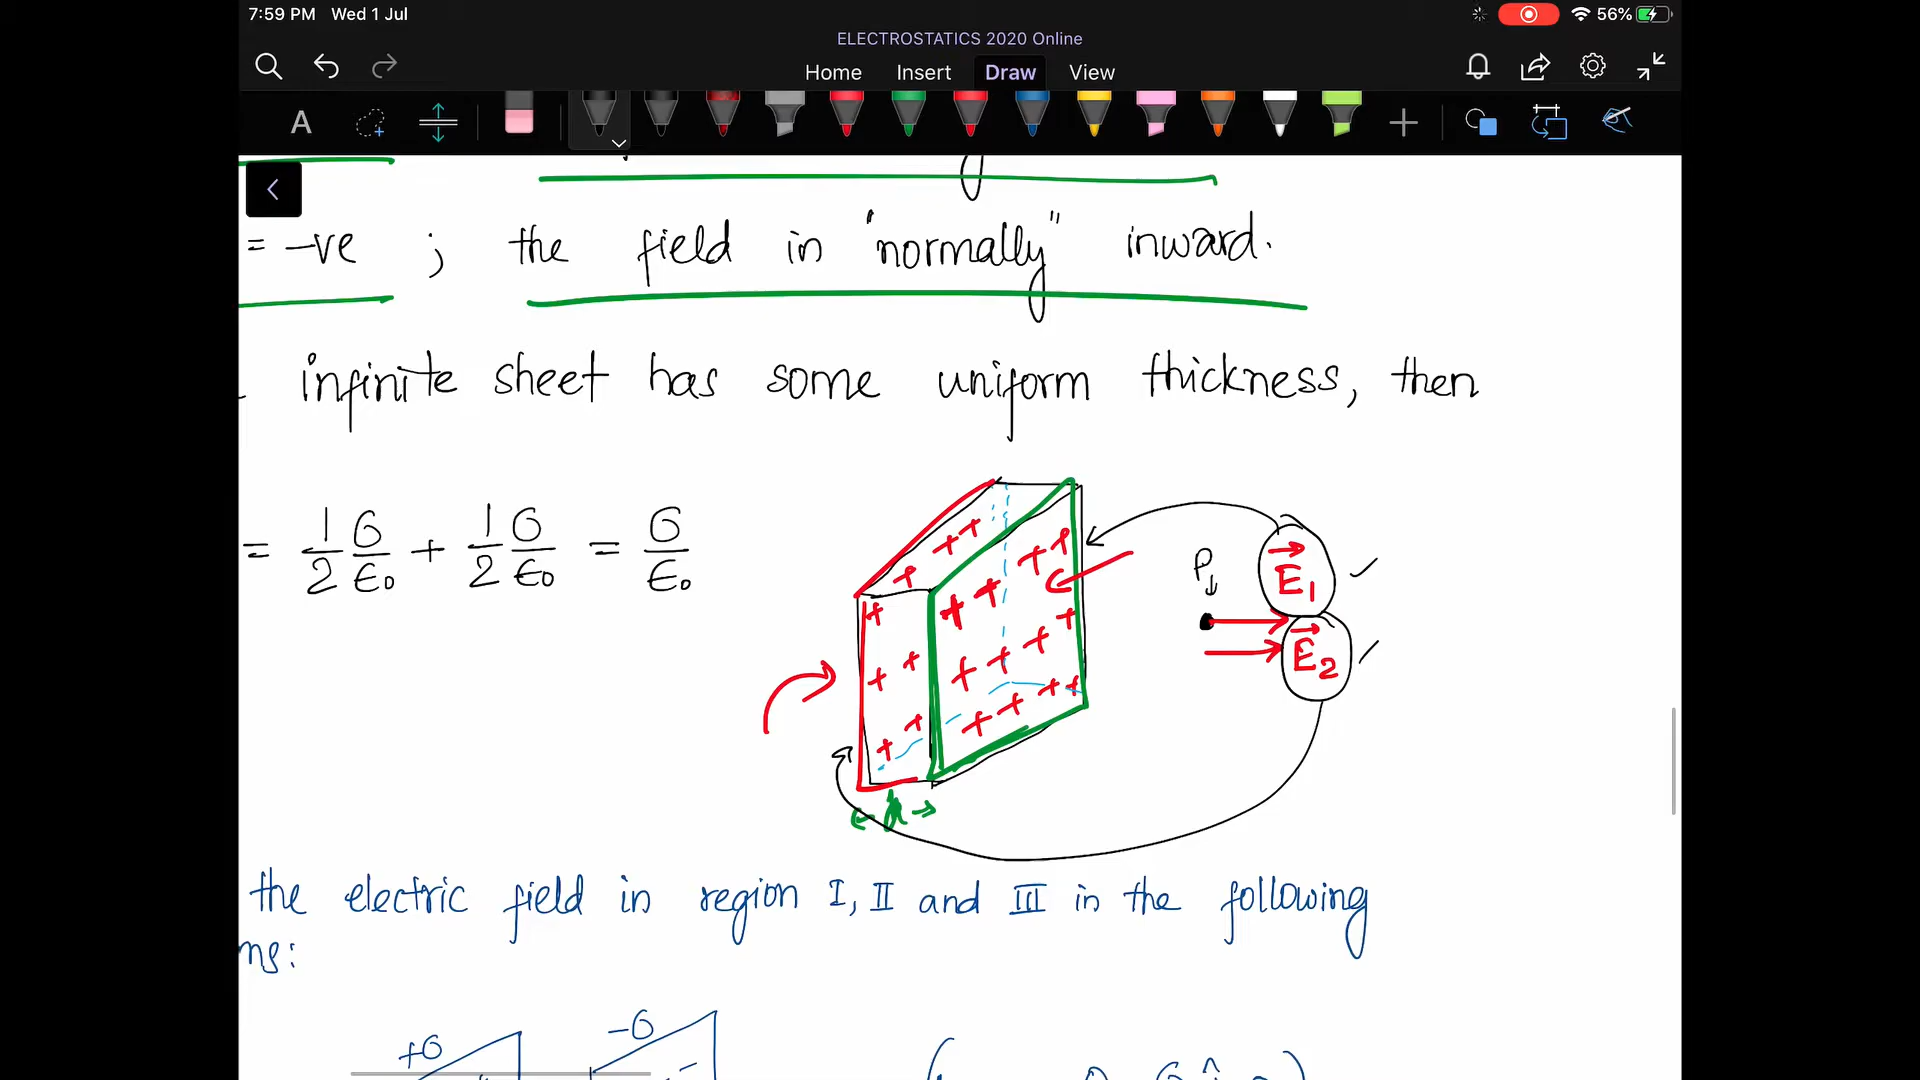 7:59 PM Wed 1 Jul
56%
ELECTROSTATICS 2020 Online
Home Insert Draw View
A
= -ve ; the field in "normally" inward.
infinite sheet has some uniform thickness, then
= 1/2 σ/ε₀ + 1/2 σ/ε₀ = σ/ε₀
P
E₁
E₂
the electric field in region I, II and III in the following
ms:
+σ
-σ